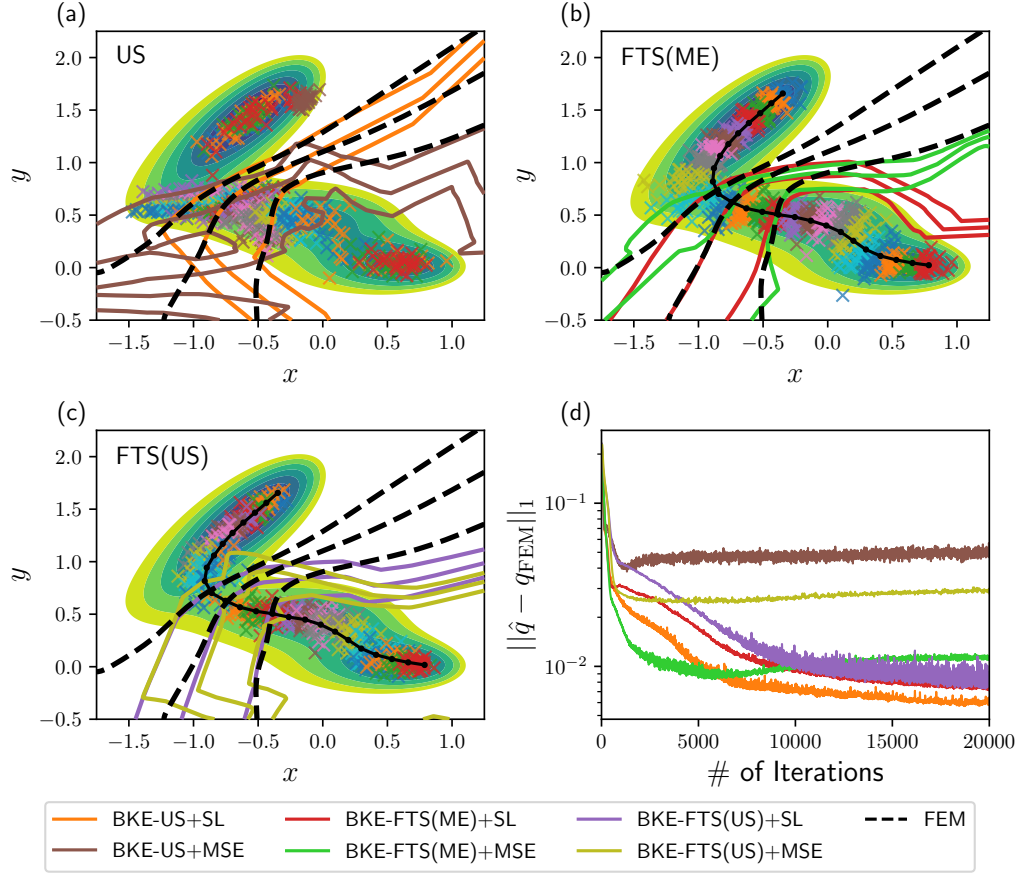 (a)
US
2.0
1.5
1.0
0.5
0.0
−0.5
y
−1.5 −1.0 −0.5 0.0 0.5 1.0
x
(b)
FTS(ME)
2.0
1.5
1.0
0.5
0.0
−0.5
y
−1.5 −1.0 −0.5 0.0 0.5 1.0
x
(c)
FTS(US)
2.0
1.5
1.0
0.5
0.0
−0.5
y
−1.5 −1.0 −0.5 0.0 0.5 1.0
x
(d)
10⁻¹
10⁻²
||q̂ − q_FEM||₁
0 5000 10000 15000 20000
# of Iterations
BKE-US+SL BKE-FTS(ME)+SL BKE-FTS(US)+SL FEM
BKE-US+MSE BKE-FTS(ME)+MSE BKE-FTS(US)+MSE